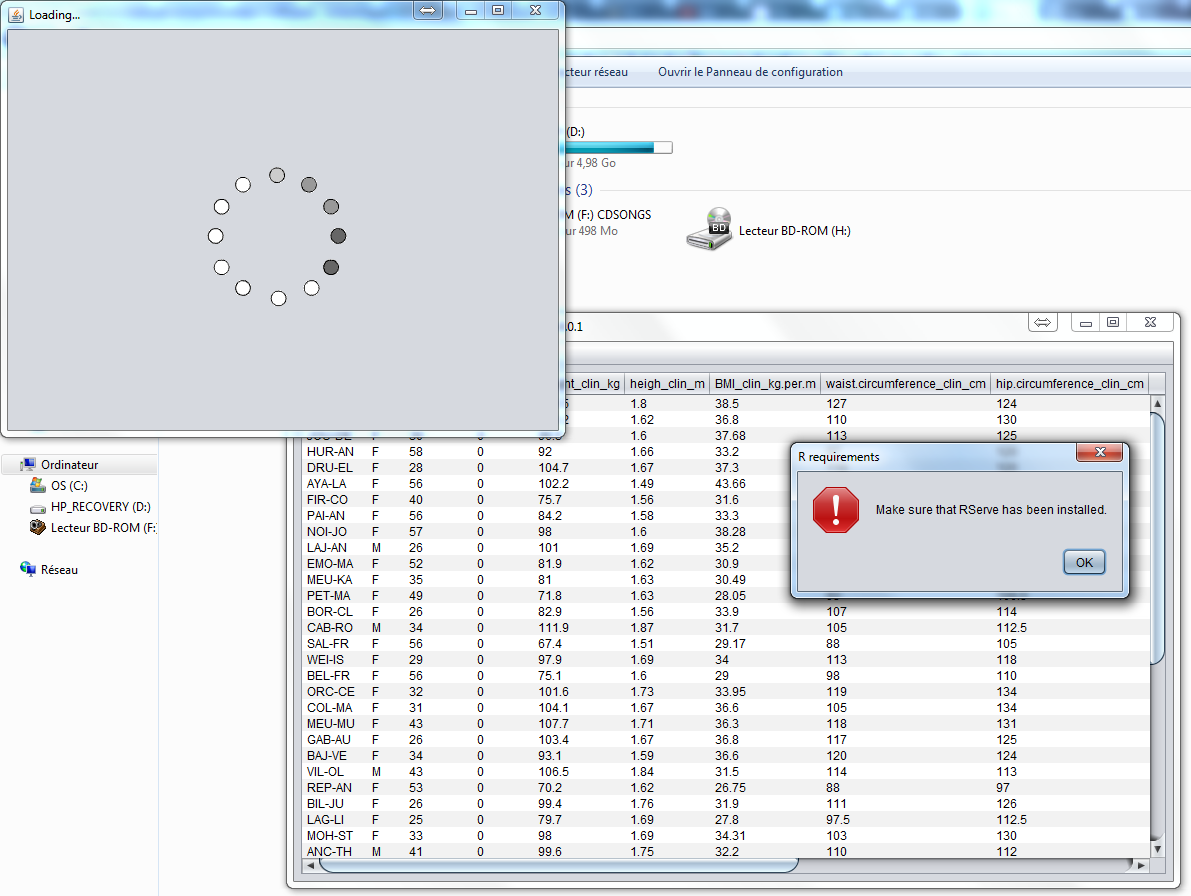 Loading...
cteur réseau Ouvrir le Panneau de configuration
(D:)
ur 4,98 Go
s (3)
M (F:) CDSONGS
ur 498 Mo
BD
Lecteur BD-ROM (H:)
.0.1
nt_clin_kg heigh_clin_m BMI_clin_kg.per.m waist.circumference_clin_cm hip.circumference_clin_cm
5 1.8 38.5 127 124
2 1.62 36.8 110 130
1.6 37.68 113 125
HUR-AN F 58 0 92 1.66 33.2
DRU-EL F 28 0 104.7 1.67 37.3
AYA-LA F 56 0 102.2 1.49 43.66
FIR-CO F 40 0 75.7 1.56 31.6
PAI-AN F 56 0 84.2 1.58 33.3
NOI-JO F 57 0 98 1.6 38.28
LAJ-AN M 26 0 101 1.69 35.2
EMO-MA F 52 0 81.9 1.62 30.9
MEU-KA F 35 0 81 1.63 30.49
PET-MA F 49 0 71.8 1.63 28.05
BOR-CL F 26 0 82.9 1.56 33.9 107 114
CAB-RO M 34 0 111.9 1.87 31.7 105 112.5
SAL-FR F 56 0 67.4 1.51 29.17 88 105
WEI-IS F 29 0 97.9 1.69 34 113 118
BEL-FR F 56 0 75.1 1.6 29 98 110
ORC-CE F 32 0 101.6 1.73 33.95 119 134
COL-MA F 31 0 104.1 1.67 36.6 105 134
MEU-MU F 43 0 107.7 1.71 36.3 118 131
GAB-AU F 26 0 103.4 1.67 36.8 117 125
BAJ-VE F 34 0 93.1 1.59 36.6 120 124
VIL-OL M 43 0 106.5 1.84 31.5 114 113
REP-AN F 53 0 70.2 1.62 26.75 88 97
BIL-JU F 26 0 99.4 1.76 31.9 111 126
LAG-LI F 25 0 79.7 1.69 27.8 97.5 112.5
MOH-ST F 33 0 98 1.69 34.31 103 130
ANC-TH M 41 0 99.6 1.75 32.2 110 112
R requirements
Make sure that RServe has been installed.
OK
Ordinateur
OS (C:)
HP_RECOVERY (D:)
Lecteur BD-ROM (F:
Réseau